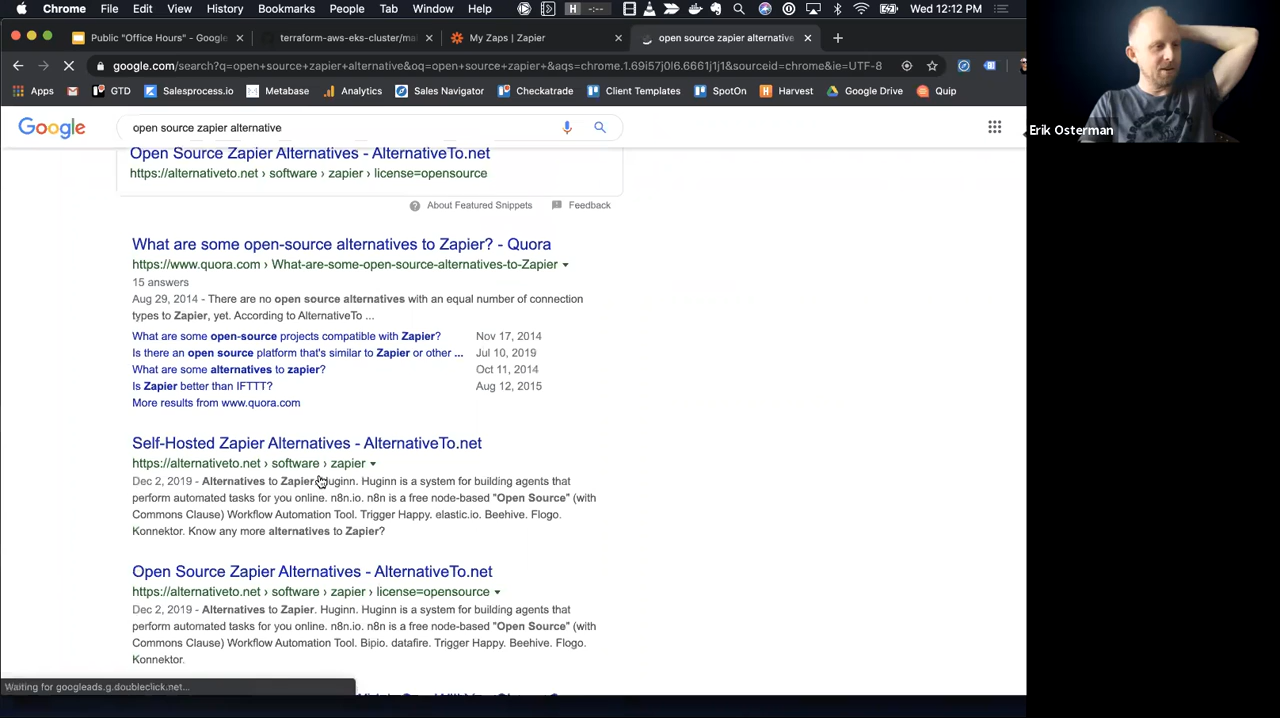 Chrome File Edit View History Bookmarks People Tab Window Help Wed 12:12 PM
Public "Office Hours" - Google terraform-aws-eks-cluster/ma My Zaps | Zapier open source zapier alternative
google.com/search?q=open+source+zapier+alternative&oq=open+source+zapier+&aqs=chrome.1.69i57j0l6.6661j1j1&sourceid=chrome&ie=UTF-8
Apps GTD Salesprocess.io Metabase Analytics Sales Navigator Checkatrade Client Templates SpotOn Harvest Google Drive Quip
Erik Osterman
Google open source zapier alternative
Open Source Zapier Alternatives - AlternativeTo.net
https://alternativeto.net › software › zapier › license=opensource
About Featured Snippets Feedback
What are some open-source alternatives to Zapier? - Quora
https://www.quora.com › What-are-some-open-source-alternatives-to-Zapier
15 answers
Aug 29, 2014 - There are no open source alternatives with an equal number of connection
types to Zapier, yet. According to AlternativeTo ...
What are some open-source projects compatible with Zapier? Nov 17, 2014
Is there an open source platform that's similar to Zapier or other ... Jul 10, 2019
What are some alternatives to zapier? Oct 11, 2014
Is Zapier better than IFTTT? Aug 12, 2015
More results from www.quora.com
Self-Hosted Zapier Alternatives - AlternativeTo.net
https://alternativeto.net › software › zapier
Dec 2, 2019 - Alternatives to Zapier. Huginn. Huginn is a system for building agents that
perform automated tasks for you online. n8n.io. n8n is a free node-based "Open Source" (with
Commons Clause) Workflow Automation Tool. Trigger Happy. elastic.io. Beehive. Flogo.
Konnektor. Know any more alternatives to Zapier?
Open Source Zapier Alternatives - AlternativeTo.net
https://alternativeto.net › software › zapier › license=opensource
Dec 2, 2019 - Alternatives to Zapier. Huginn. Huginn is a system for building agents that
perform automated tasks for you online. n8n.io. n8n is a free node-based "Open Source" (with
Commons Clause) Workflow Automation Tool. Bipio. datafire. Trigger Happy. Beehive. Flogo.
Konnektor.
Waiting for googleads.g.doubleclick.net...